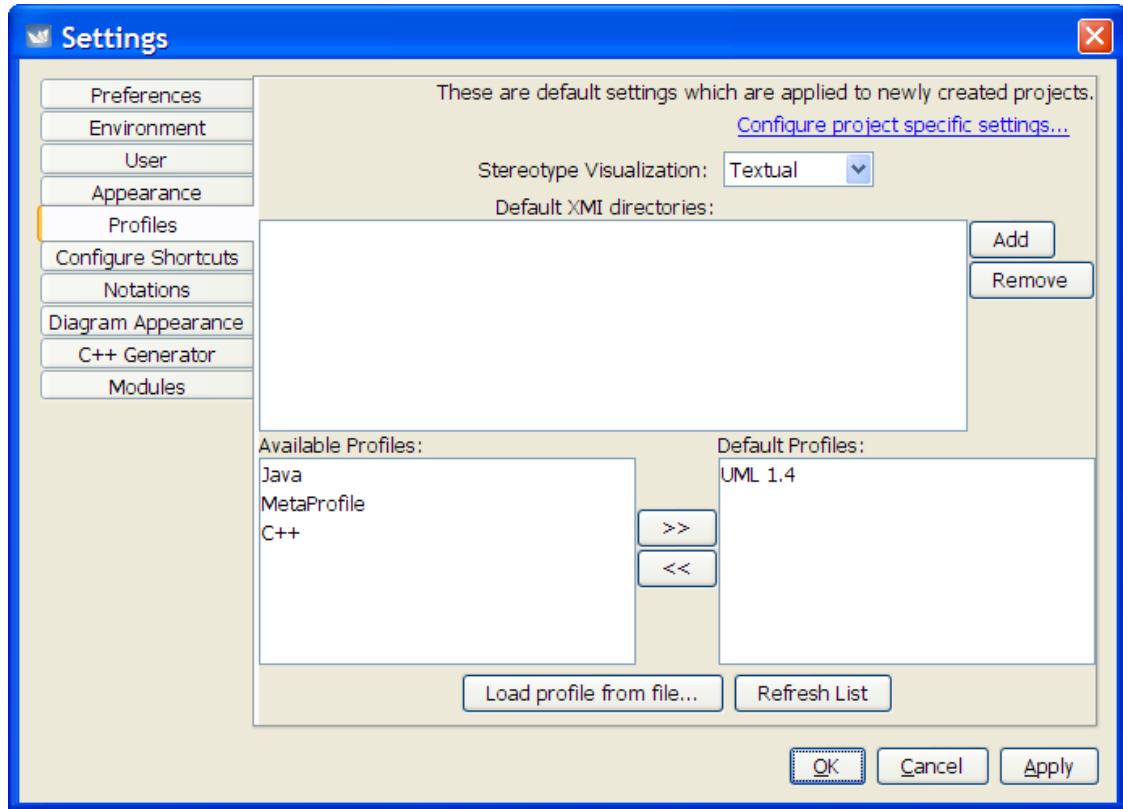 Settings
Preferences
Environment
User
Appearance
Profiles
Configure Shortcuts
Notations
Diagram Appearance
C++ Generator
Modules
These are default settings which are applied to newly created projects.
Configure project specific settings...
Stereotype Visualization: Textual
Default XMI directories:
Add
Remove
Available Profiles:
Java
MetaProfile
C++
>>
<<
Default Profiles:
UML 1.4
Load profile from file... Refresh List
OK Cancel Apply